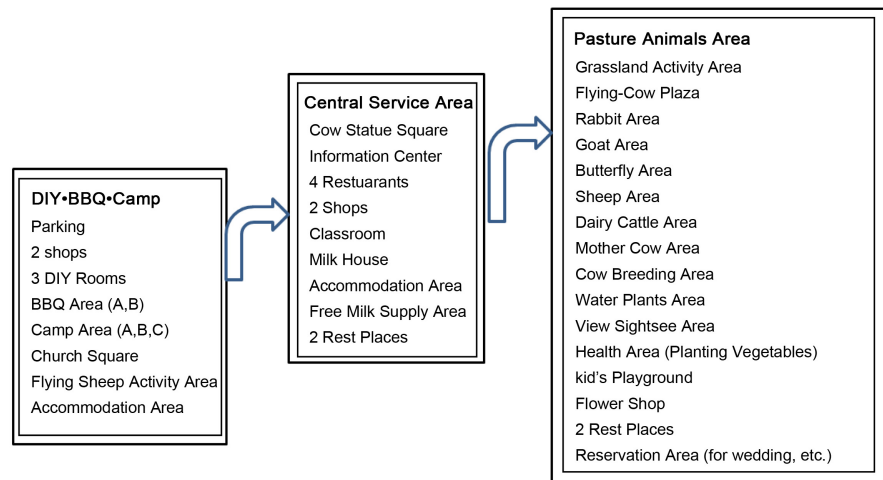 DIY•BBQ•Camp
Parking
2 shops
3 DIY Rooms
BBQ Area (A,B)
Camp Area (A,B,C)
Church Square
Flying Sheep Activity Area
Accommodation Area
Central Service Area
Cow Statue Square
Information Center
4 Restuarants
2 Shops
Classroom
Milk House
Accommodation Area
Free Milk Supply Area
2 Rest Places
Pasture Animals Area
Grassland Activity Area
Flying-Cow Plaza
Rabbit Area
Goat Area
Butterfly Area
Sheep Area
Dairy Cattle Area
Mother Cow Area
Cow Breeding Area
Water Plants Area
View Sightsee Area
Health Area (Planting Vegetables)
kid's Playground
Flower Shop
2 Rest Places
Reservation Area (for wedding, etc.)